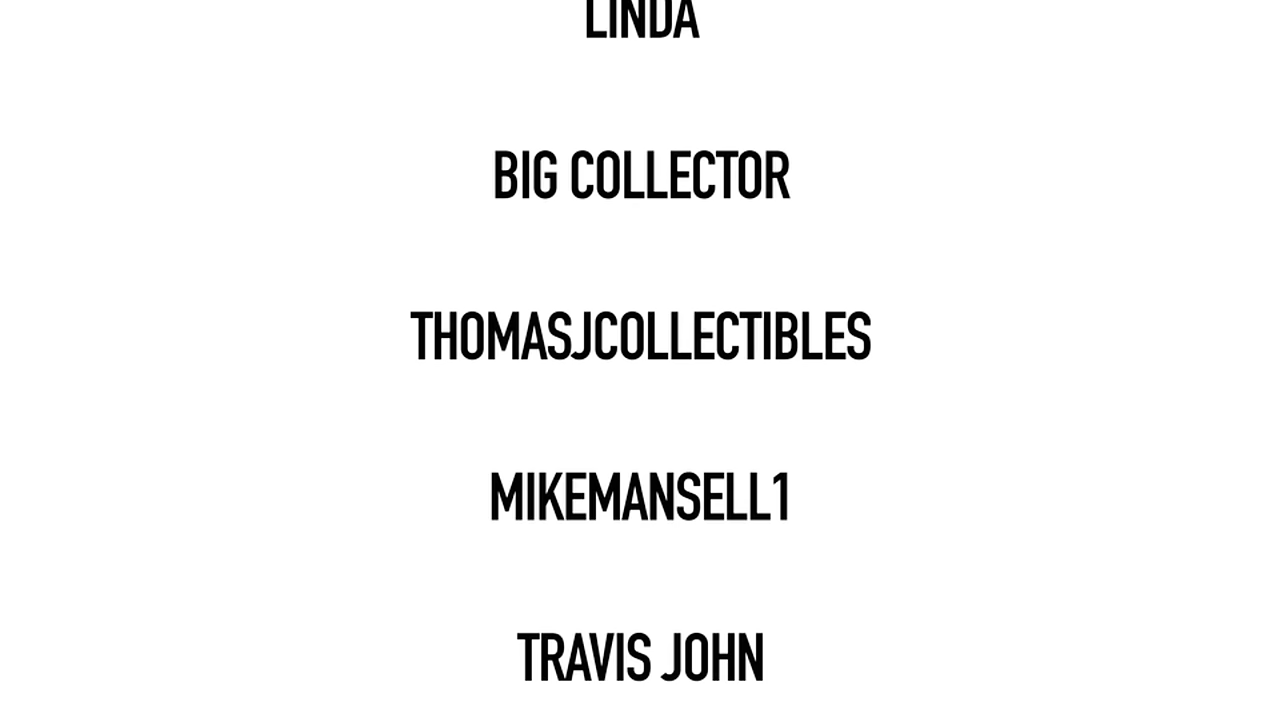 LINDA
BIG COLLECTOR
THOMASJCOLLECTIBLES
MIKEMANSELL1
TRAVIS JOHN